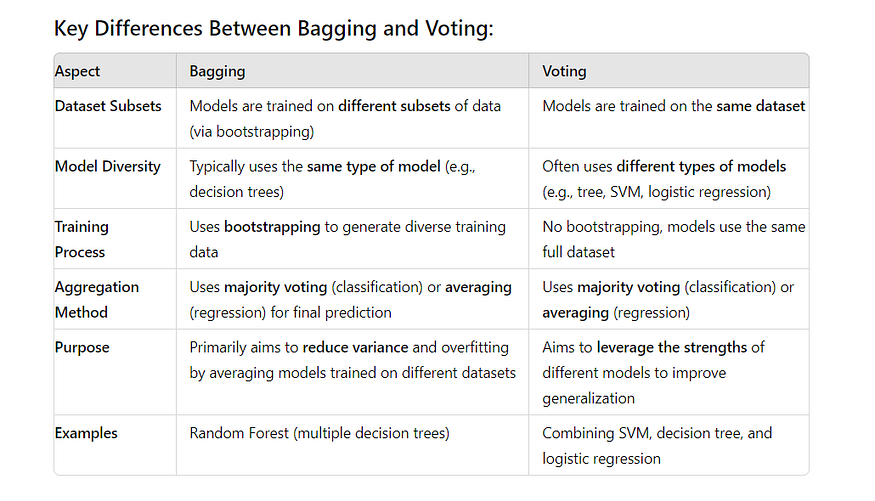 Key Differences Between Bagging and Voting:
Aspect Bagging Voting
Dataset Subsets Models are trained on different subsets of data Models are trained on the same dataset
(via bootstrapping)
Model Diversity Typically uses the same type of model (e.g., Often uses different types of models
decision trees) (e.g., tree, SVM, logistic regression)
Training Uses bootstrapping to generate diverse training No bootstrapping, models use the same
Process data full dataset
Aggregation Uses majority voting (classification) or averaging Uses majority voting (classification) or
Method (regression) for final prediction averaging (regression)
Purpose Primarily aims to reduce variance and overfitting Aims to leverage the strengths of
by averaging models trained on different datasets different models to improve
generalization
Examples Random Forest (multiple decision trees) Combining SVM, decision tree, and
logistic regression